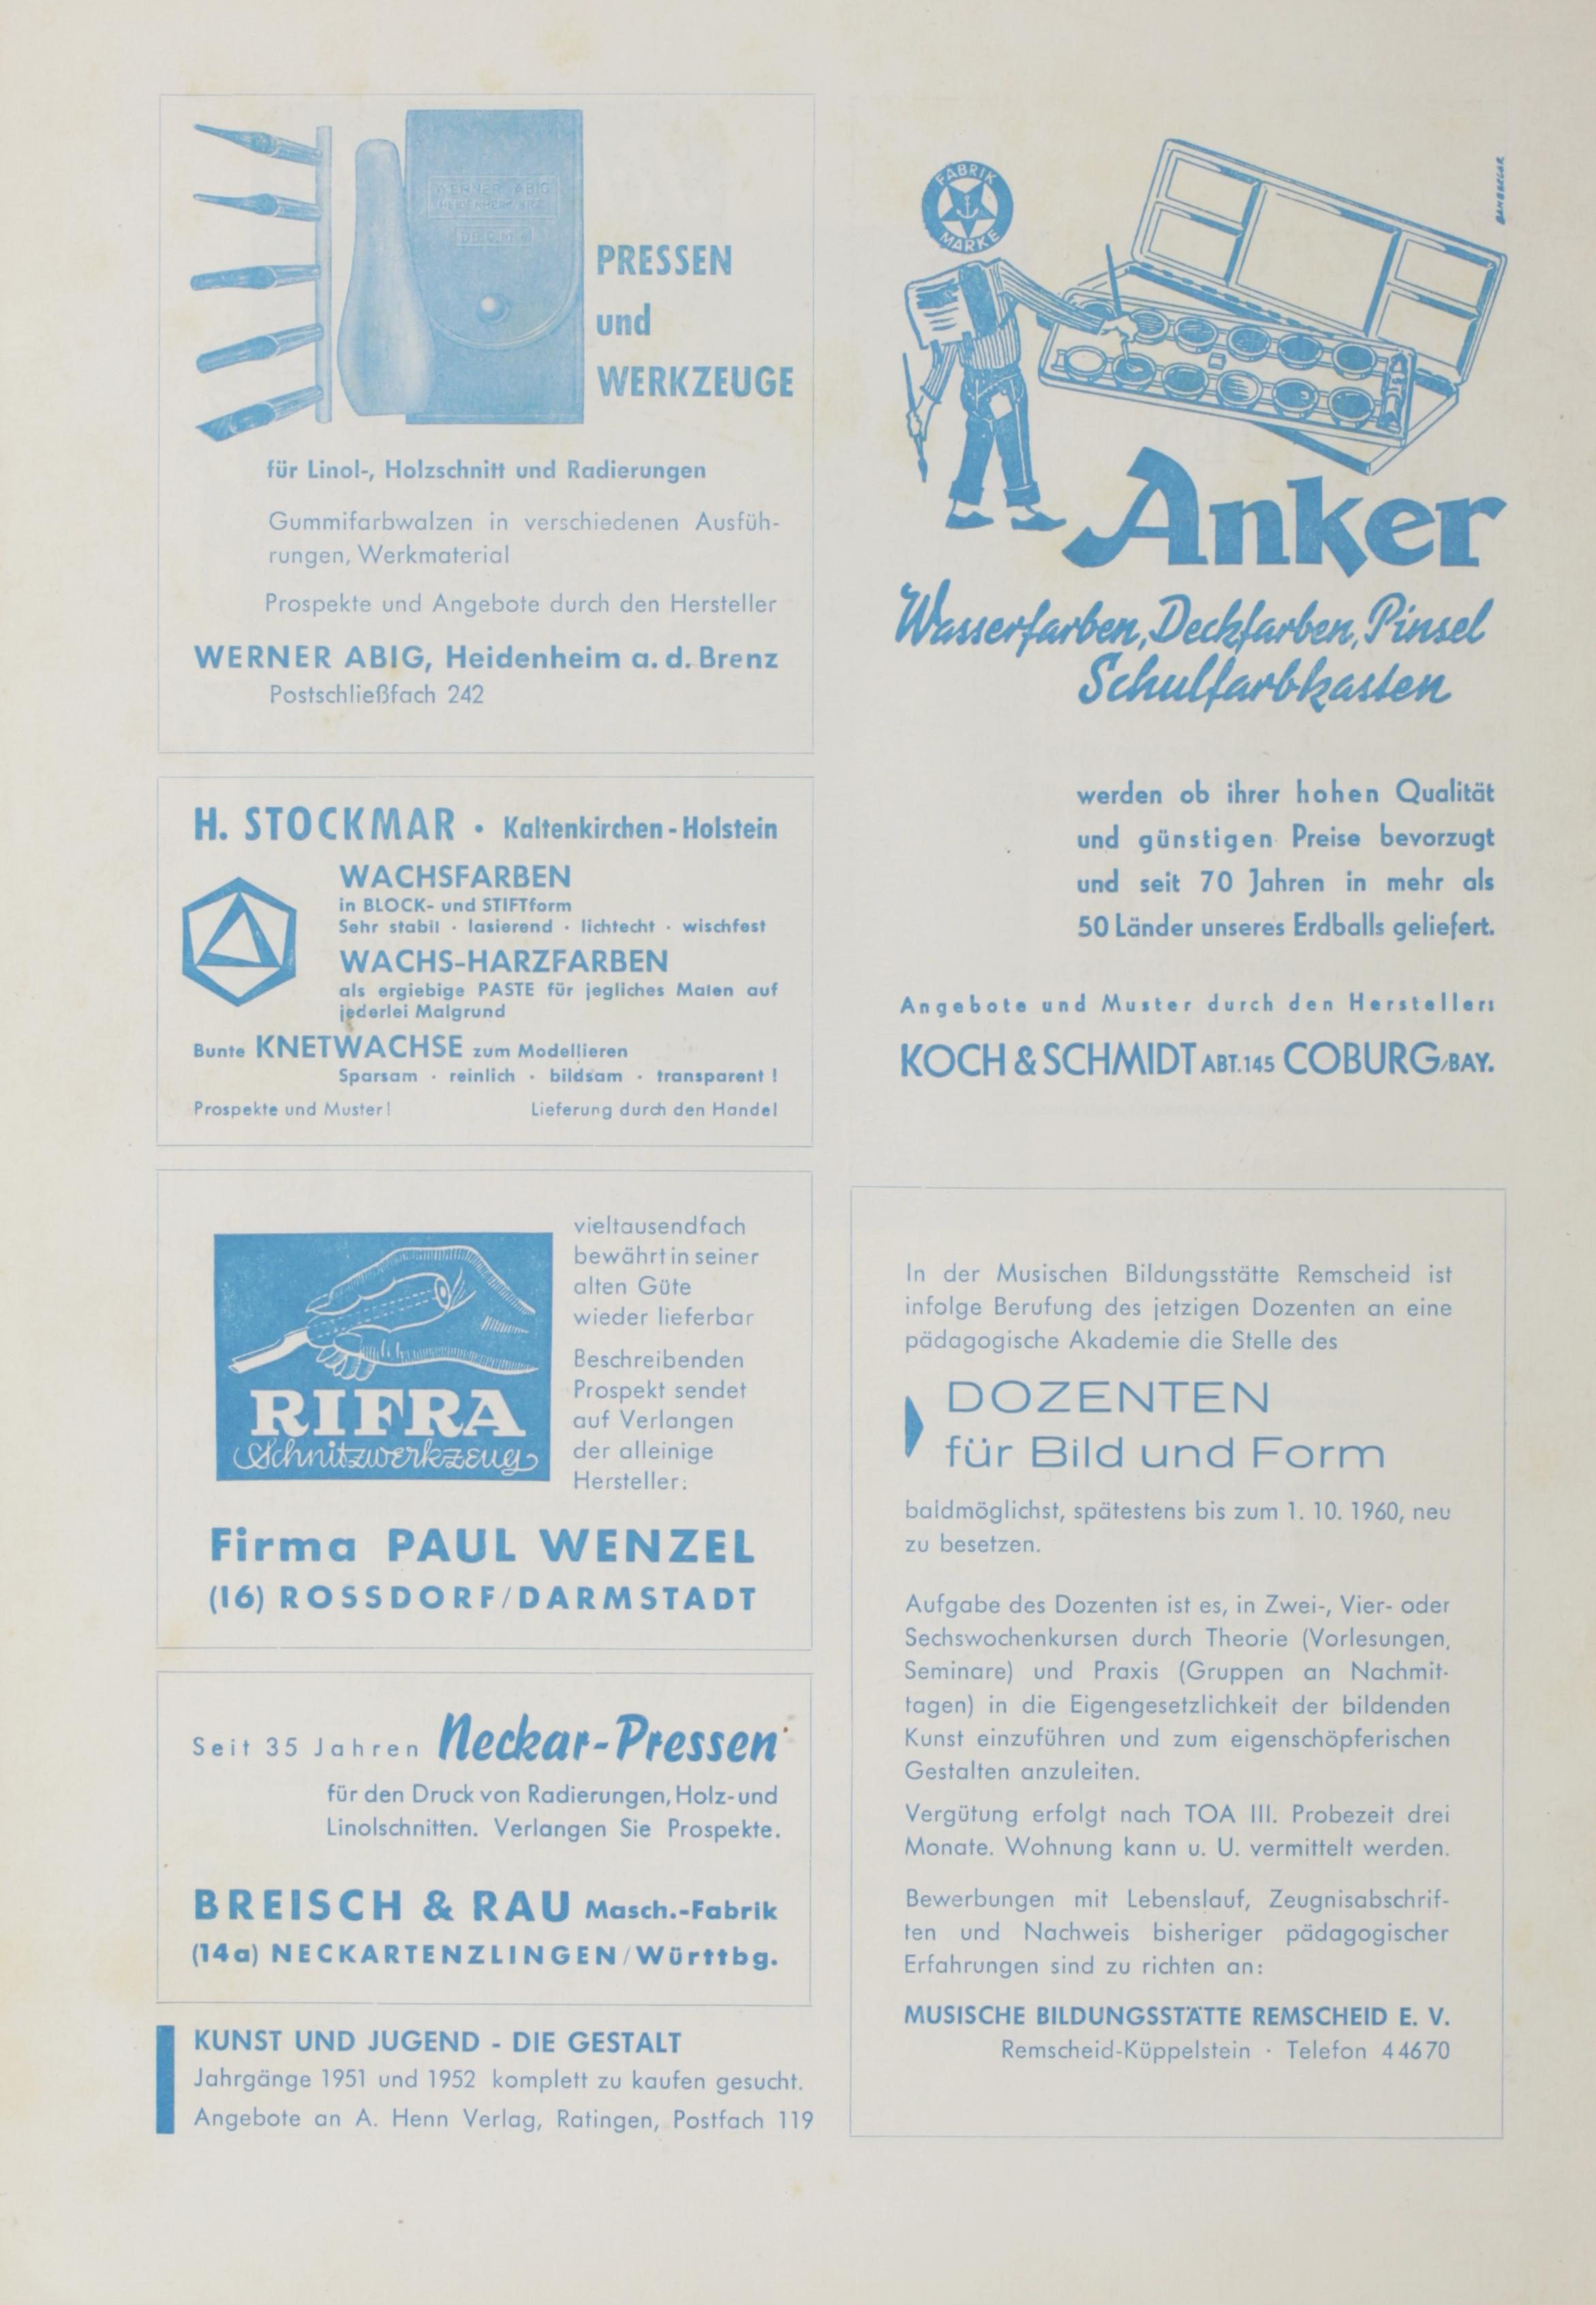 WERNER ABIG
HEIDENHEIM/BRZ
PRESSEN
und
WERKZEUGE
für Linol-, Holzschnitt und Radierungen
Gummifarbwalzen in verschiedenen Ausfüh-
rungen, Werkmaterial
Prospekte und Angebote durch den Hersteller
WERNER ABIG, Heidenheim a. d. Brenz
Postschließfach 242
H. STOCKMAR · Kaltenkirchen - Holstein
WACHSFARBEN
in BLOCK- und STIFTform
Sehr stabil · lasierend · lichtecht · wischfest
WACHS-HARZFARBEN
als ergiebige PASTE für jegliches Malen auf
jederlei Malgrund
Bunte KNETWACHSE zum Modellieren
Sparsam · reinlich · bildsam · transparent !
Prospekte und Muster! Lieferung durch den Handel
RIFRA
Schnitzwerkzeug
vieltausendfach
bewährt in seiner
alten Güte
wieder lieferbar
Beschreibenden
Prospekt sendet
auf Verlangen
der alleinige
Hersteller:
Firma PAUL WENZEL
(16) ROSSDORF/DARMSTADT
Seit 35 Jahren Neckar-Pressen
für den Druck von Radierungen, Holz- und
Linolschnitten. Verlangen Sie Prospekte.
BREISCH & RAU Masch.-Fabrik
(14a) NECKARTENZLINGEN/Württbg.
KUNST UND JUGEND - DIE GESTALT
Jahrgänge 1951 und 1952 komplett zu kaufen gesucht.
Angebote an A. Henn Verlag, Ratingen, Postfach 119
FABRIK
MARKE
BAMBERGER
Anker
Wasserfarben, Deckfarben, Pinsel
Schulfarbkasten
werden ob ihrer hohen Qualität
und günstigen Preise bevorzugt
und seit 70 Jahren in mehr als
50 Länder unseres Erdballs geliefert.
Angebote und Muster durch den Hersteller:
KOCH & SCHMIDT ABT. 145 COBURG/BAY.
In der Musischen Bildungsstätte Remscheid ist
infolge Berufung des jetzigen Dozenten an eine
pädagogische Akademie die Stelle des
DOZENTEN
für Bild und Form
baldmöglichst, spätestens bis zum 1. 10. 1960, neu
zu besetzen.
Aufgabe des Dozenten ist es, in Zwei-, Vier- oder
Sechswochenkursen durch Theorie (Vorlesungen,
Seminare) und Praxis (Gruppen an Nachmit-
tagen) in die Eigengesetzlichkeit der bildenden
Kunst einzuführen und zum eigenschöpferischen
Gestalten anzuleiten.
Vergütung erfolgt nach TOA III. Probezeit drei
Monate. Wohnung kann u. U. vermittelt werden.
Bewerbungen mit Lebenslauf, Zeugnisabschrif-
ten und Nachweis bisheriger pädagogischer
Erfahrungen sind zu richten an:
MUSISCHE BILDUNGSSTÄTTE REMSCHEID E. V.
Remscheid-Küppelstein · Telefon 4 46 70